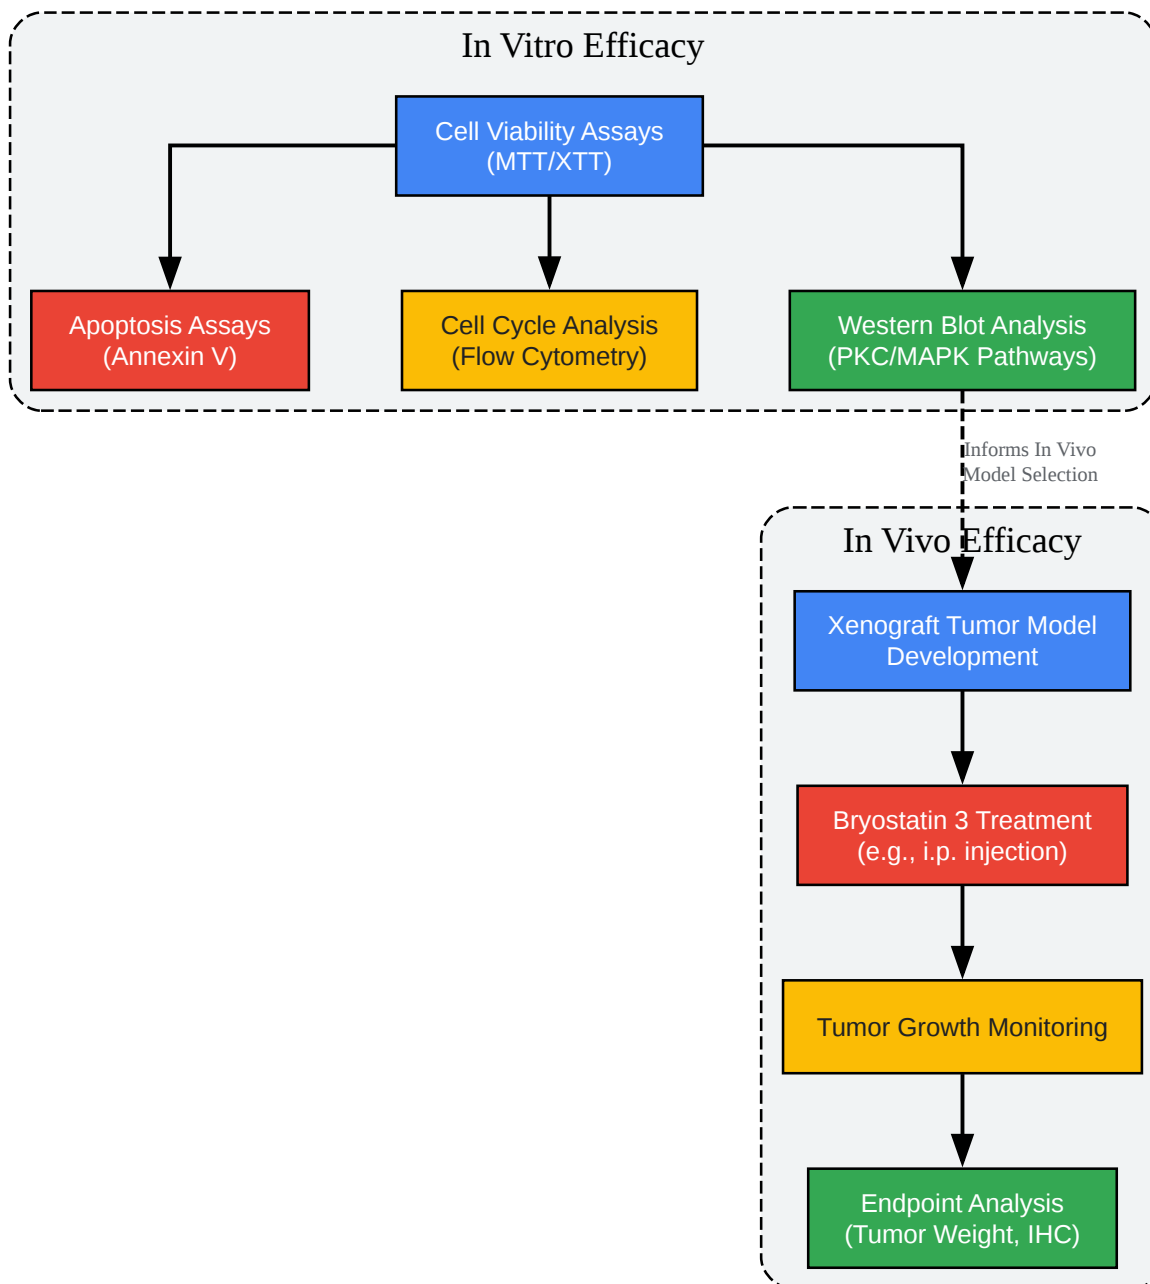 In Vitro Efficacy
Cell Viability Assays
(MTT/XTT)
Apoptosis Assays
(Annexin V)
Cell Cycle Analysis
(Flow Cytometry)
Western Blot Analysis
(PKC/MAPK Pathways)
Informs In Vivo
Model Selection
In Vivo Efficacy
Xenograft Tumor Model
Development
Bryostatin 3 Treatment
(e.g., i.p. injection)
Tumor Growth Monitoring
Endpoint Analysis
(Tumor Weight, IHC)